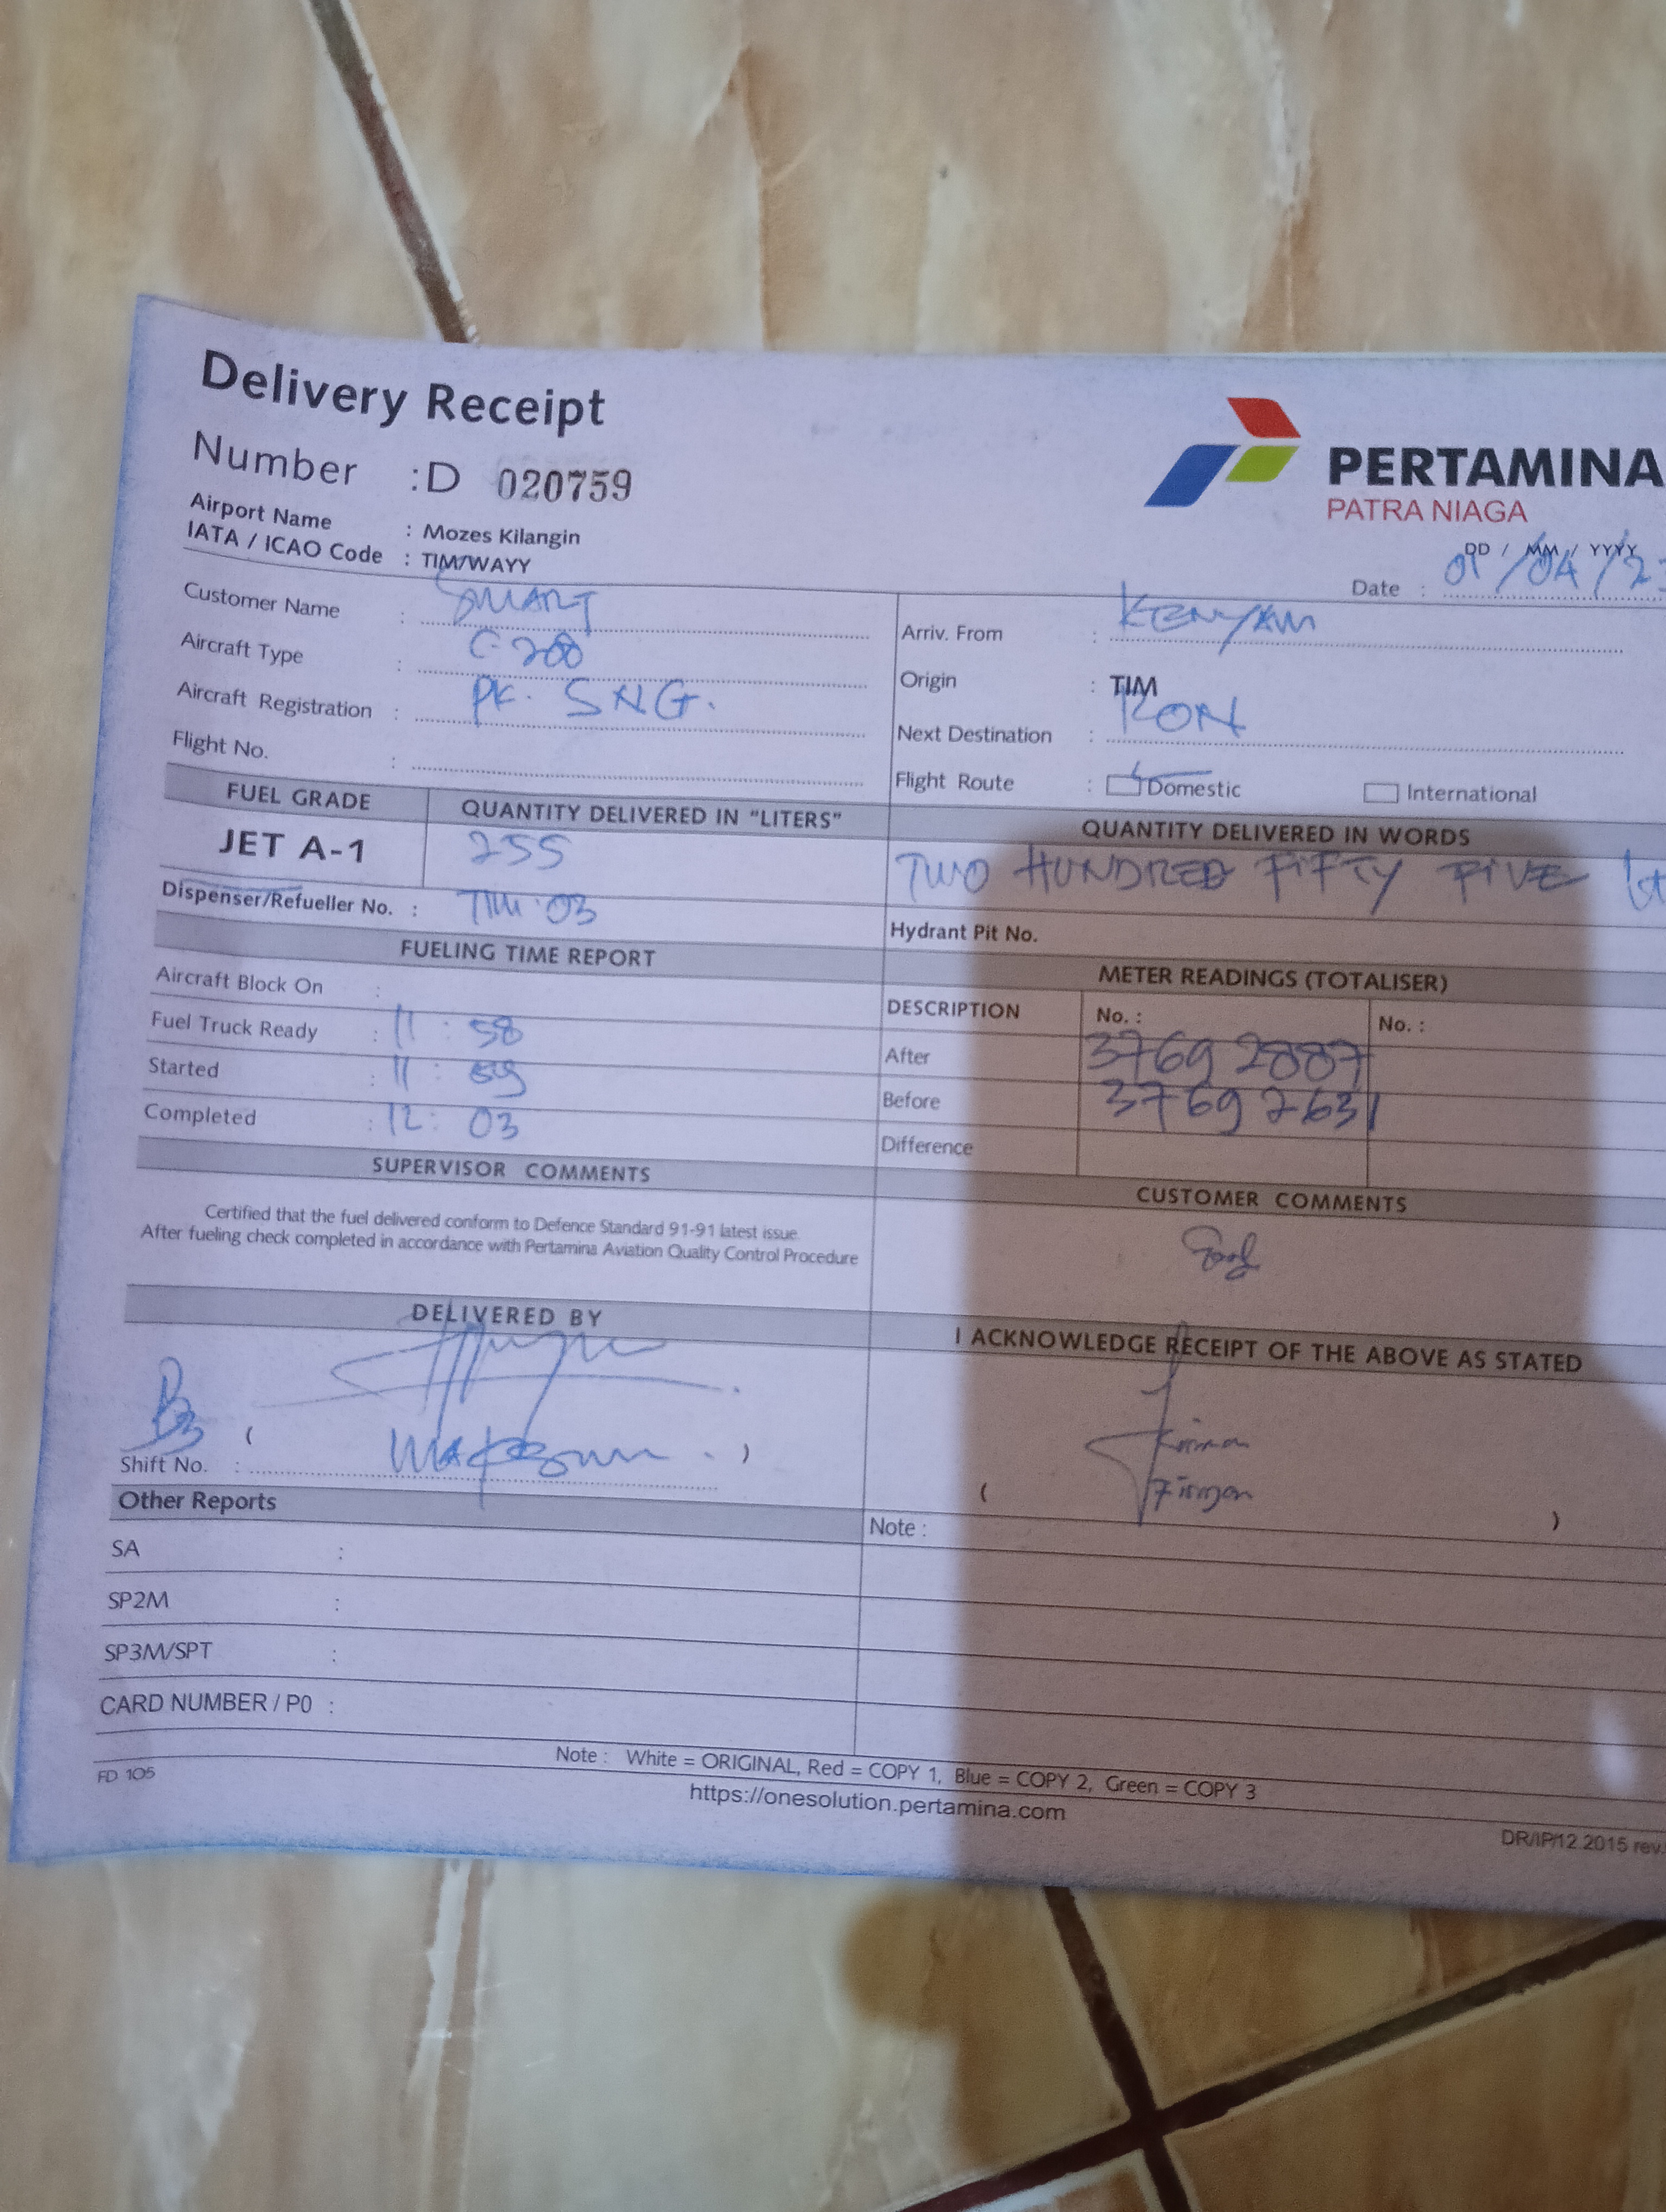 Delivery Receipt
Number : D 020759
PERTAMINA
PATRA NIAGA
Airport Name : Mozes Kilangin
IATA / ICAO Code : TIM/WAYY
DD / MM / YYYY
Date :
Customer Name : SMART
Aircraft Type : C 208
Aircraft Registration : PK. SNG.
Flight No. :
Arriv. From : KENYAM
Origin : TIM
Next Destination :
Flight Route : Domestic International
FUEL GRADE QUANTITY DELIVERED IN "LITERS" QUANTITY DELIVERED IN WORDS
JET A-1 255 TWO HUNDRED FIFTY FIVE
Dispenser/Refueller No. : TIM 03
Hydrant Pit No.
FUELING TIME REPORT
Aircraft Block On :
Fuel Truck Ready : 11 : 58
Started : 11 : 59
Completed : 12 : 03
METER READINGS (TOTALISER)
DESCRIPTION No. : No. :
After 3769 2887
Before 3769 2631
Difference
SUPERVISOR COMMENTS
Certified that the fuel delivered conform to Defence Standard 91-91 latest issue.
After fueling check completed in accordance with Pertamina Aviation Quality Control Procedure
CUSTOMER COMMENTS
DELIVERED BY
( )
Shift No. :
I ACKNOWLEDGE RECEIPT OF THE ABOVE AS STATED
( )
Other Reports
SA :
SP2M :
SP3M/SPT :
CARD NUMBER / P0 :
Note :
Note : White = ORIGINAL, Red = COPY 1, Blue = COPY 2, Green = COPY 3
FD 105
https://onesolution.pertamina.com
DR/IP/12.2015 rev.